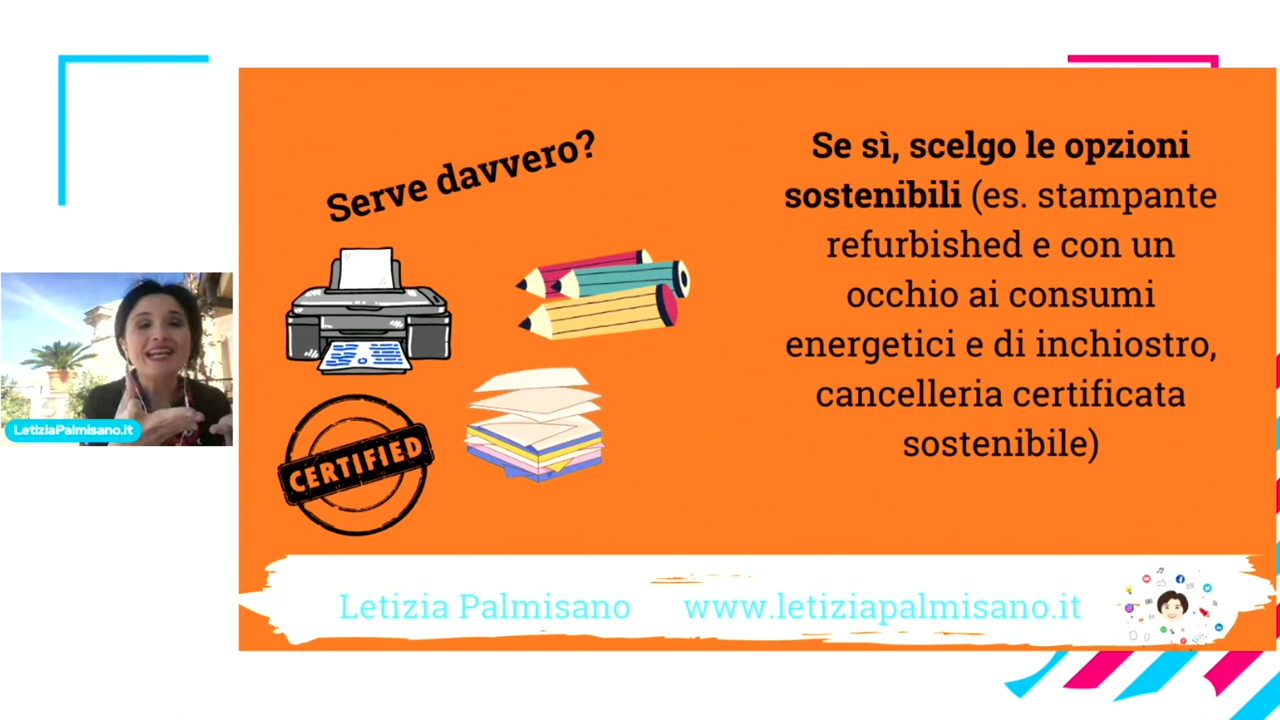 Serve davvero?
Se sì, scelgo le opzioni
sostenibili (es. stampante
refurbished e con un
occhio ai consumi
energetici e di inchiostro,
cancelleria certificata
sostenibile)
CERTIFIED
LetiziaPalmisano.it
Letizia Palmisano www.letiziapalmisano.it